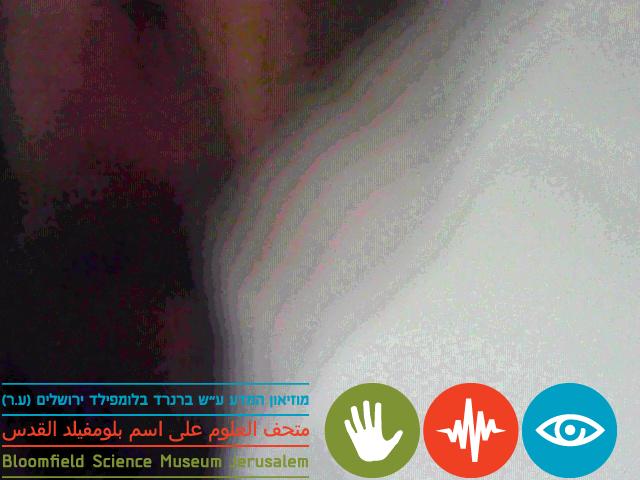 מוזיאון המדע ע״ש ברנרד בלומפילד ירושלים (ע.ר)
متحف العلوم على اسم بلومفيلد القدس
Bloomfield Science Museum Jerusalem